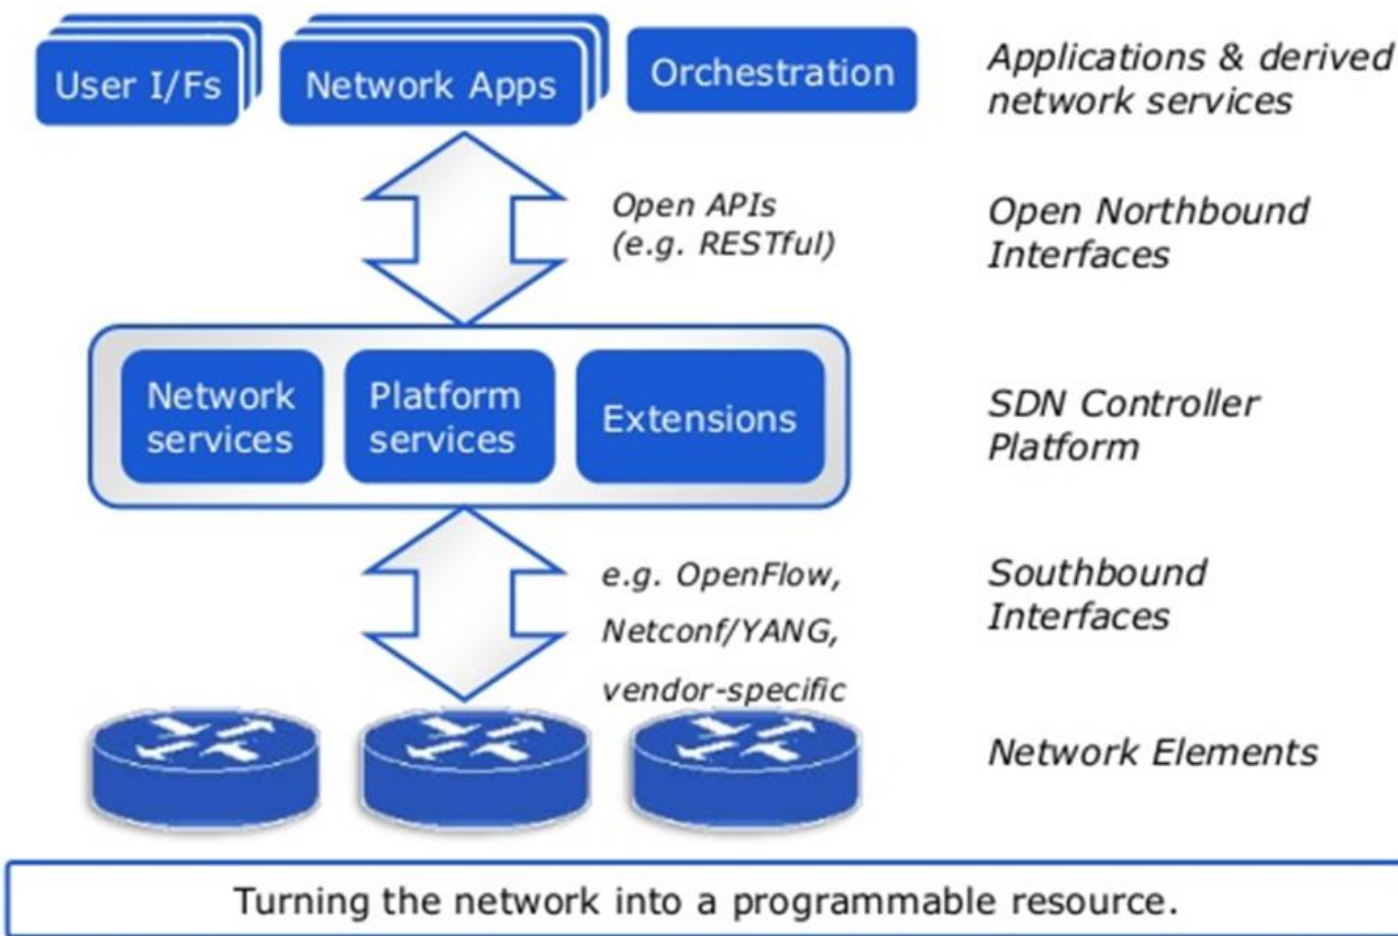 User I/Fs
Network Apps
Orchestration
Applications & derived
network services
Open APIs
(e.g. RESTful)
Open Northbound
Interfaces
Network
services
Platform
services
Extensions
SDN Controller
Platform
e.g. OpenFlow,
Netconf/YANG,
vendor-specific
Southbound
Interfaces
Network Elements
Turning the network into a programmable resource.